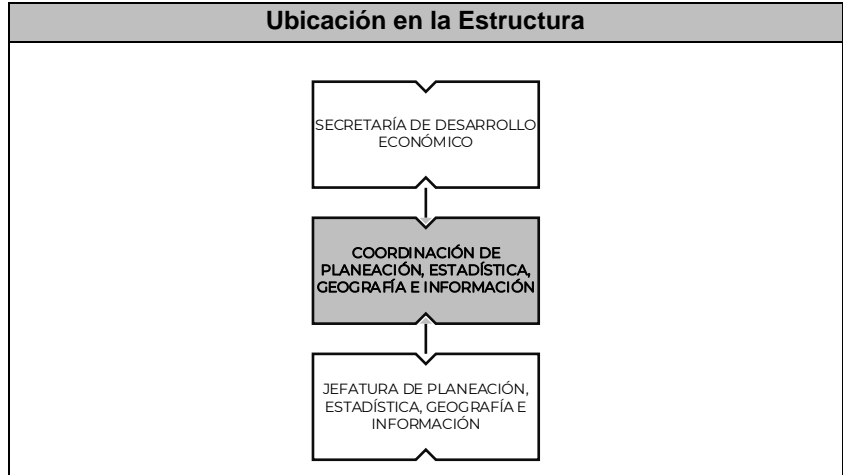 Ubicación en la Estructura
SECRETARÍA DE DESARROLLO
ECONÓMICO
COORDINACIÓN DE
PLANEACIÓN, ESTADÍSTICA,
GEOGRAFÍA E INFORMACIÓN
JEFATURA DE PLANEACIÓN,
ESTADÍSTICA, GEOGRAFÍA E
INFORMACIÓN